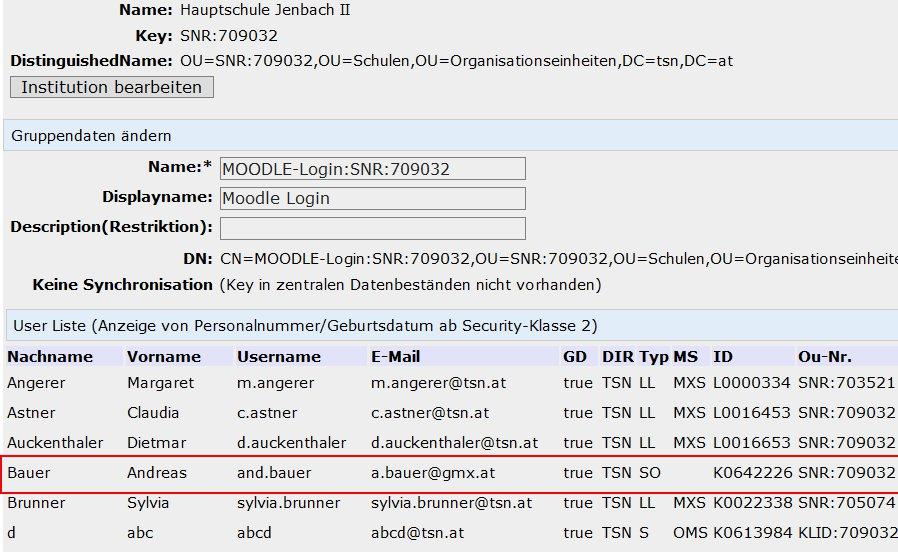 Name: Hauptschule Jenbach II
Key: SNR:709032
DistinguishedName: OU=SNR:709032,OU=Schulen,OU=Organisationseinheiten,DC=tsn,DC=at
Institution bearbeiten
Gruppendaten ändern
Name:* MOODLE-Login:SNR:709032
Displayname: Moodle Login
Description(Restriktion):
DN: CN=MOODLE-Login:SNR:709032,OU=SNR:709032,OU=Schulen,OU=Organisationseinheite
Keine Synchronisation (Key in zentralen Datenbeständen nicht vorhanden)
User Liste (Anzeige von Personalnummer/Geburtsdatum ab Security-Klasse 2)
Nachname Vorname Username E-Mail GD DIR Typ MS ID Ou-Nr.
Angerer Margaret m.angerer m.angerer@tsn.at true TSN LL MXS L0000334 SNR:703521
Astner Claudia c.astner c.astner@tsn.at true TSN LL MXS L0016453 SNR:709032
Auckenthaler Dietmar d.auckenthaler d.auckenthaler@tsn.at true TSN LL MXS L0016653 SNR:709032
Bauer Andreas and.bauer a.bauer@gmx.at true TSN SO K0642226 SNR:709032
Brunner Sylvia sylvia.brunner sylvia.brunner@tsn.at true TSN LL MXS K0022338 SNR:705074
d abc abcd abcd@tsn.at true TSN S OMS K0613984 KLID:709032